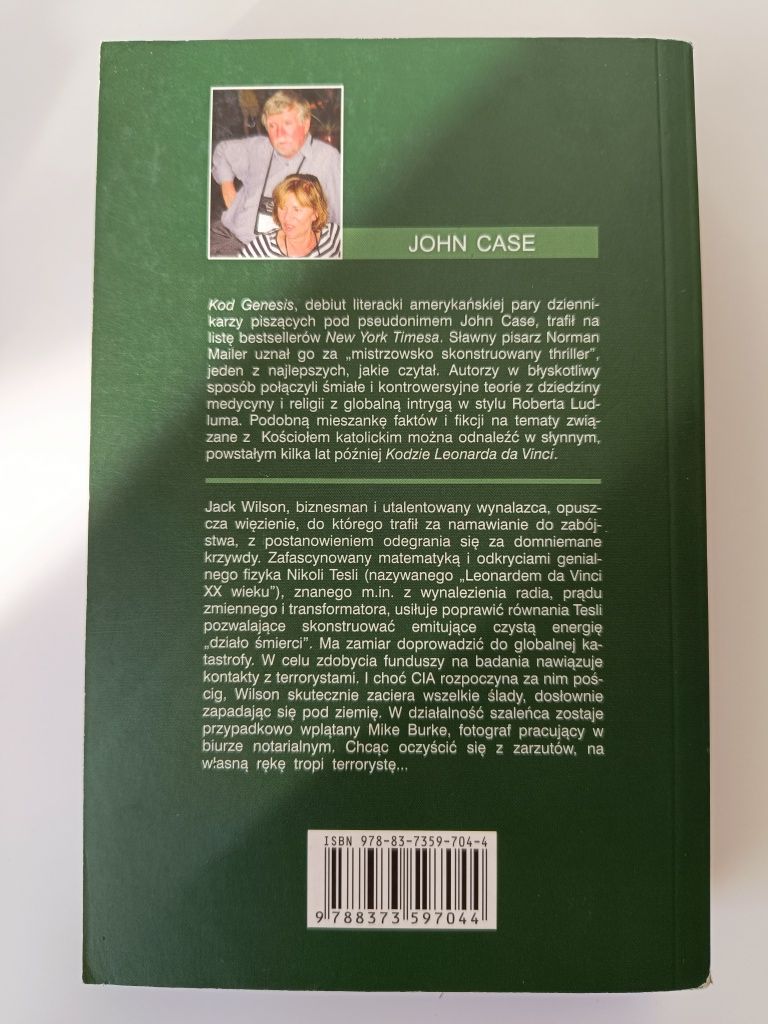 JOHN CASE
Kod Genesis, debiut literacki amerykańskiej pary dzienni-
karzy piszących pod pseudonimem John Case, trafił na
listę bestsellerów New York Timesa. Sławny pisarz Norman
Mailer uznał go za „mistrzowsko skonstruowany thriller”,
jeden z najlepszych, jakie czytał. Autorzy w błyskotliwy
sposób połączyli śmiałe i kontrowersyjne teorie z dziedziny
medycyny i religii z globalną intrygą w stylu Roberta Lud-
luma. Podobną mieszankę faktów i fikcji na tematy zwią-
zane z Kościołem katolickim można odnaleźć w słynnym,
powstałym kilka lat później Kodzie Leonarda da Vinci.
Jack Wilson, biznesman i utalentowany wynalazca, opusz-
cza więzienie, do którego trafił za namawianie do zabój-
stwa, z postanowieniem odegrania się za domniemane
krzywdy. Zafascynowany matematyką i odkryciami genial-
nego fizyka Nikoli Tesli (nazywanego „Leonardem da Vinci
XX wieku”), znanego m.in. z wynalezienia radia, prądu
zmiennego i transformatora, usiłuje poprawić równania Tesli
pozwalające skonstruować emitujące czystą energię
„działo śmierci”. Ma zamiar doprowadzić do globalnej ka-
tastrofy. W celu zdobycia funduszy na badania nawiązuje
kontakty z terrorystami. I choć CIA rozpoczyna za nim poś-
cig, Wilson skutecznie zaciera wszelkie ślady, dosłownie
zapadając się pod ziemię. W działalność szaleńca zostaje
przypadkowo wplątany Mike Burke, fotograf pracujący w
biurze notarialnym. Chcąc oczyścić się z zarzutów, na
własną rękę tropi terrorystę...
ISBN 978-83-7359-704-4
9 788373 597044